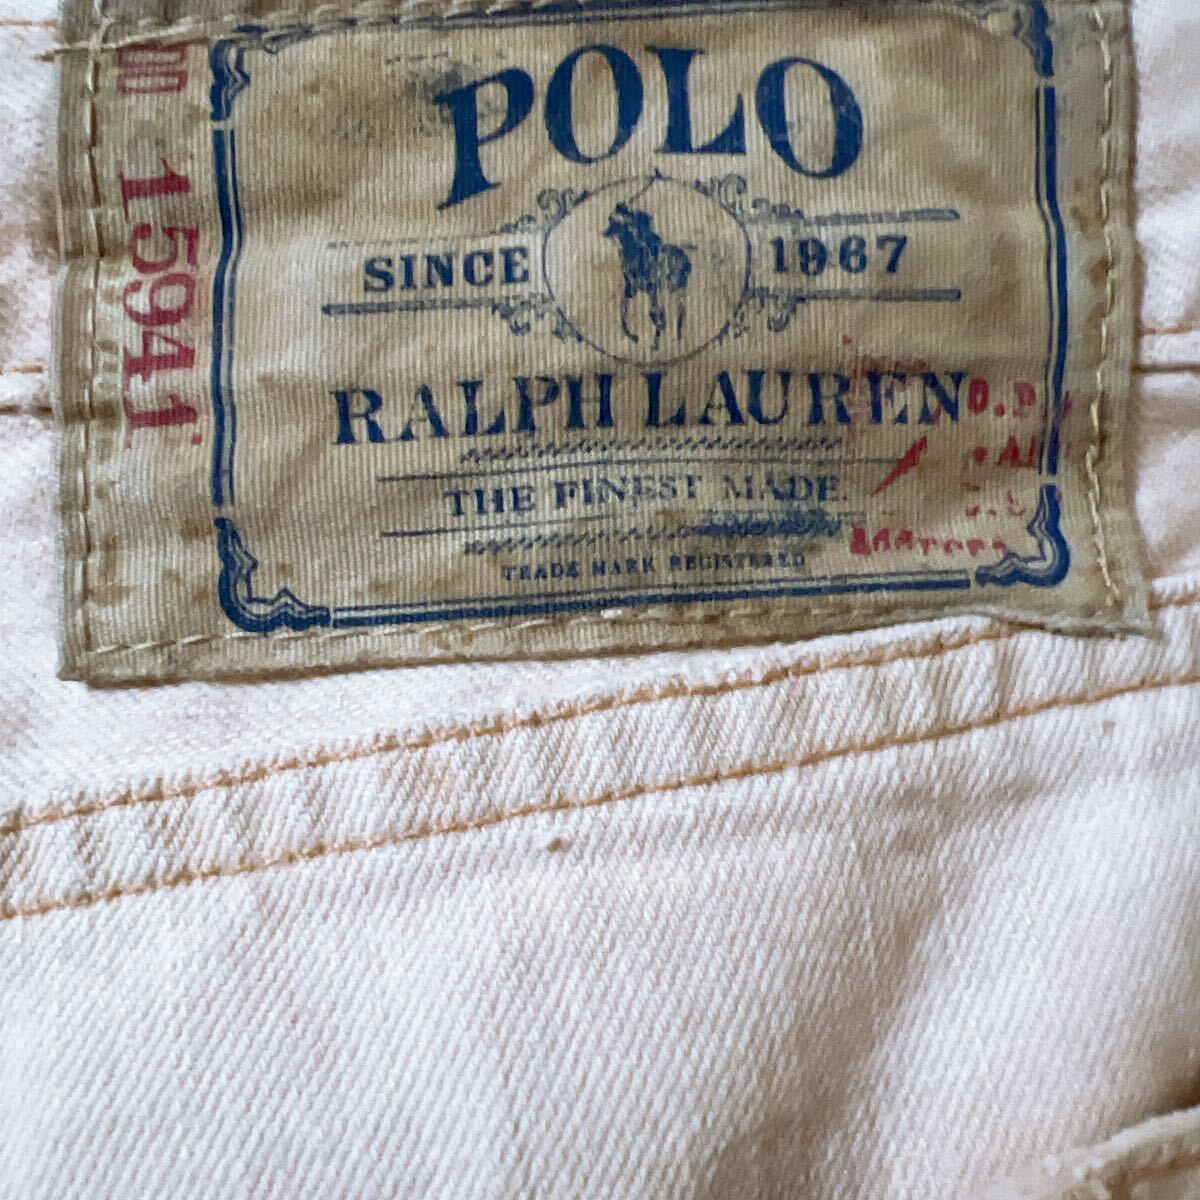 POLO
SINCE 1967
RALPH LAUREN
THE FINEST MADE.
TRADE MARK REGISTERED
15941